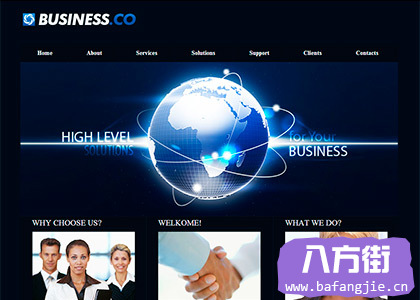 BUSINESS.CO
Home About Services Solutions Support Clients Contacts
HIGH LEVEL
SOLUTIONS
for Your
BUSINESS
WHY CHOOSE US? WELKOME! WHAT WE DO?
八方街
www.bafangjie.cn